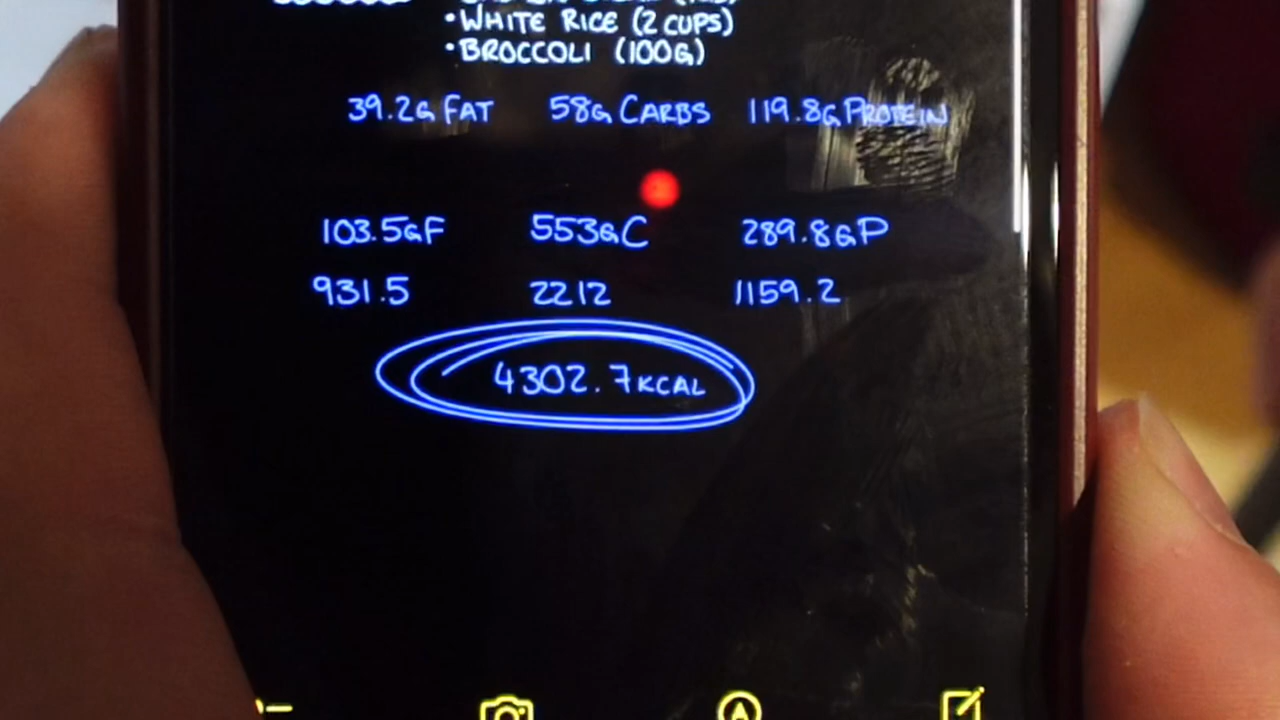 • WHITE RICE (2 CUPS)
• BROCCOLI (100G)
39.2G FAT 58G CARBS 119.8G PROTEIN
103.5GF 553GC 289.8GP
931.5 2212 1159.2
4302.7KCAL